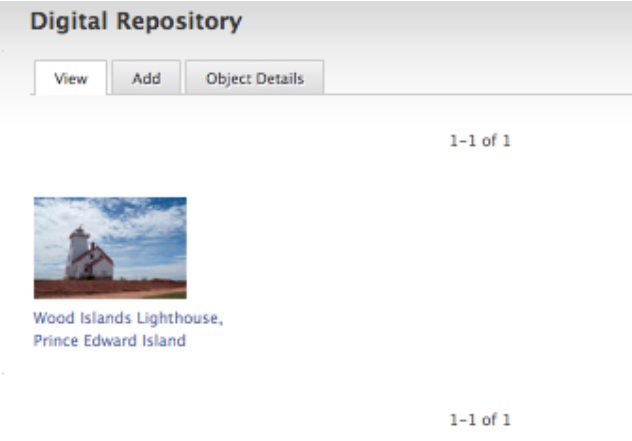 Digital Repository
View Add Object Details
1-1 of 1
Wood Islands Lighthouse,
Prince Edward Island
1-1 of 1